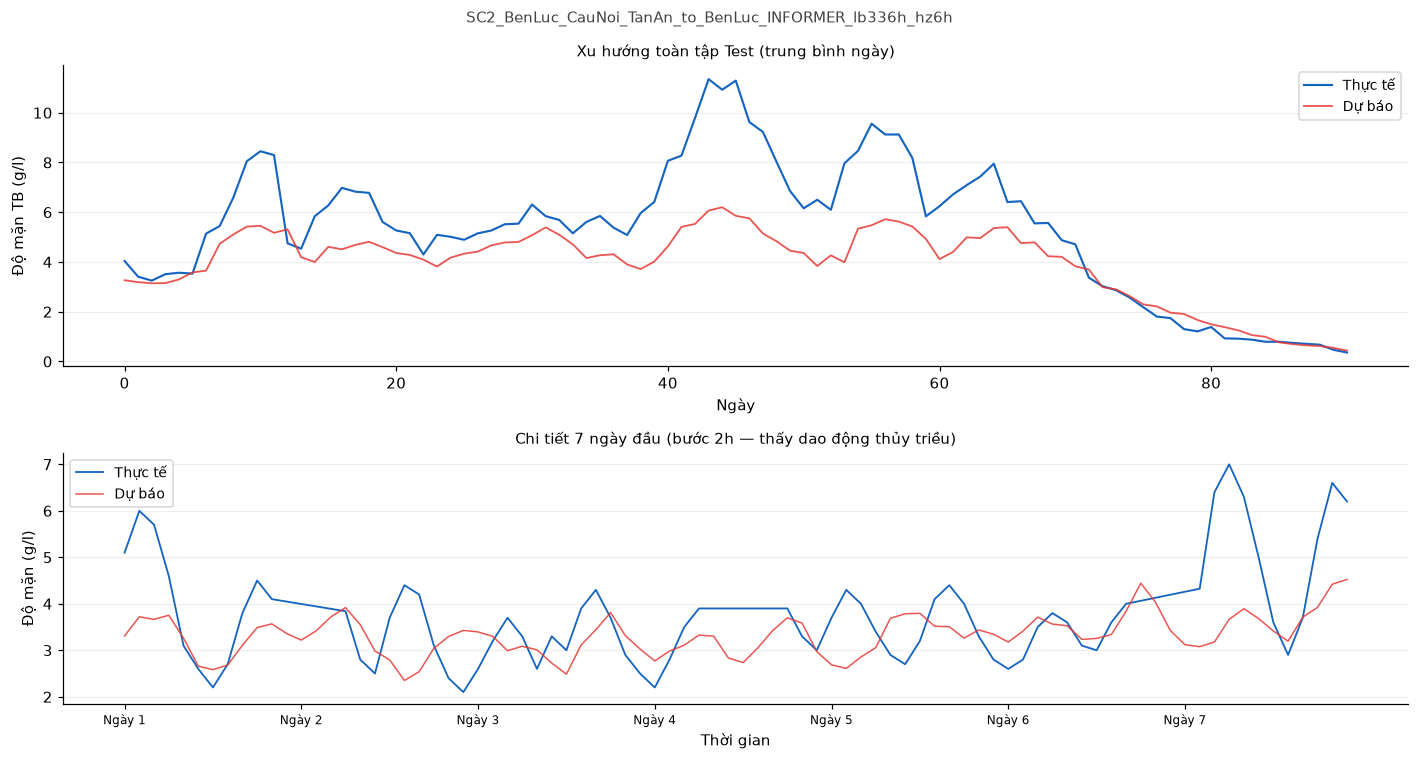 SC2_BenLuc_CauNoi_TanAn_to_BenLuc_INFORMER_lb336h_hz6h
Xu hướng toàn tập Test (trung bình ngày)
Thực tế
Dự báo
Độ mặn TB (g/l)
10
8
6
4
2
0
0 20 40 60 80
Ngày
Chi tiết 7 ngày đầu (bước 2h — thấy dao động thủy triều)
Thực tế
Dự báo
Độ mặn (g/l)
7
6
5
4
3
2
Ngày 1 Ngày 2 Ngày 3 Ngày 4 Ngày 5 Ngày 6 Ngày 7
Thời gian